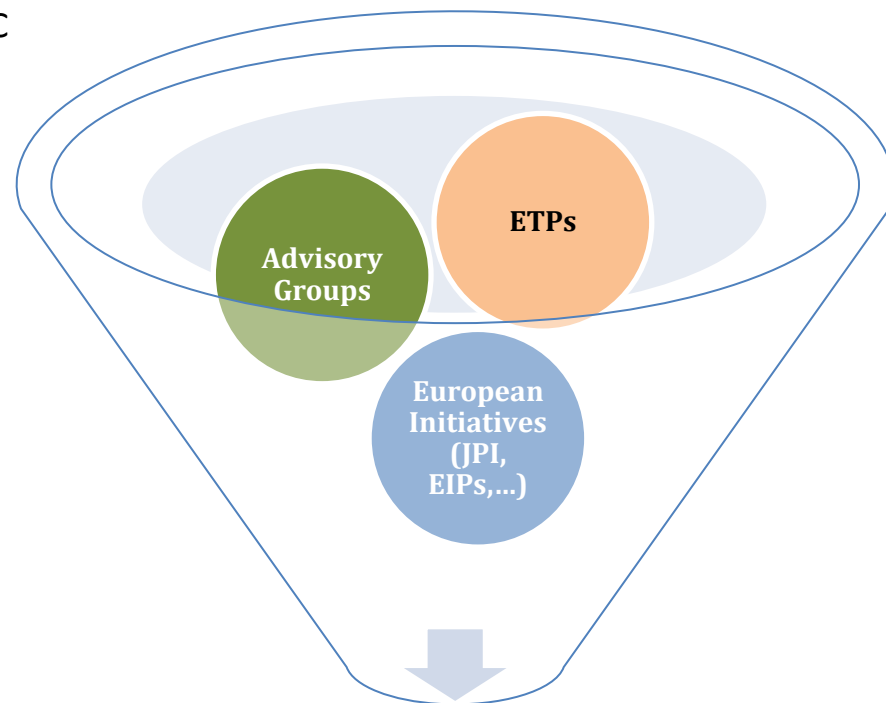 C
ETPs
Advisory
Groups
European
Initiatives
(JPI,
EIPs,...)